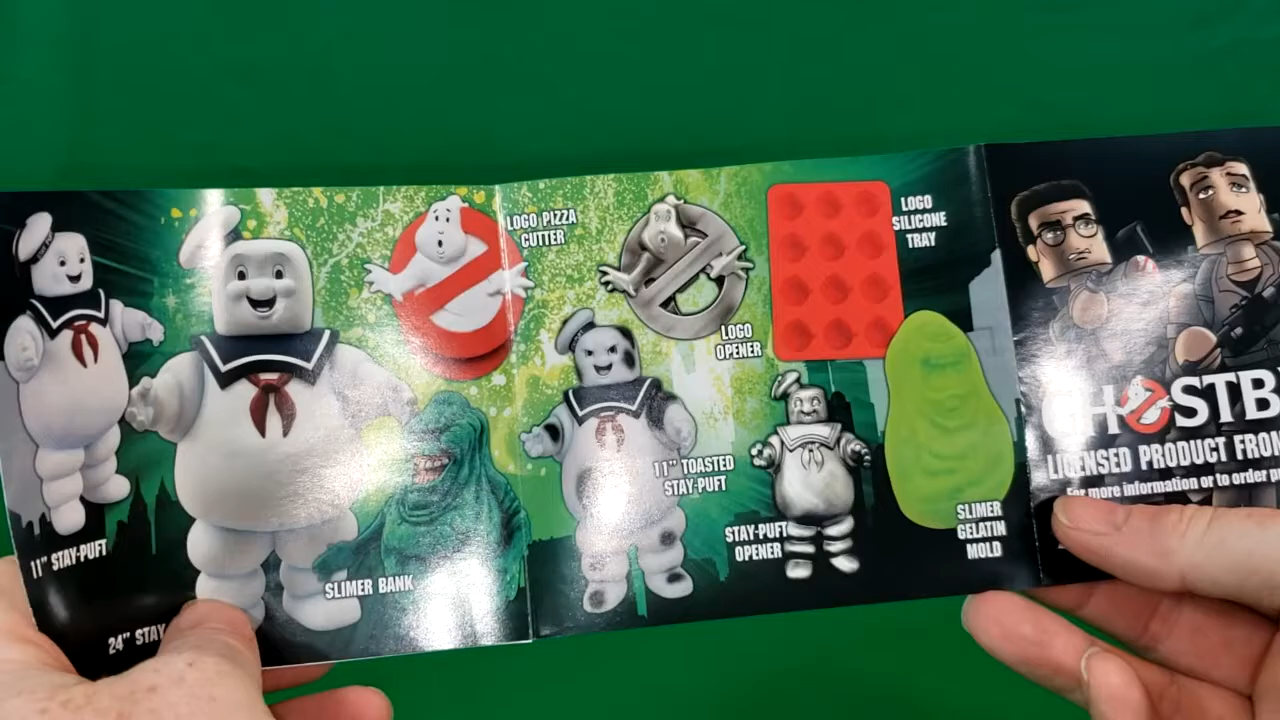 11" STAY-PUFT
24" STAY
SLIMER BANK
LOGO PIZZA
CUTTER
LOGO
OPENER
11" TOASTED
STAY-PUFT
STAY-PUFT
OPENER
LOGO
SILICONE
TRAY
SLIMER
GELATIN
MOLD
GHOSTB
LICENSED PRODUCT FROM
For more information or to order